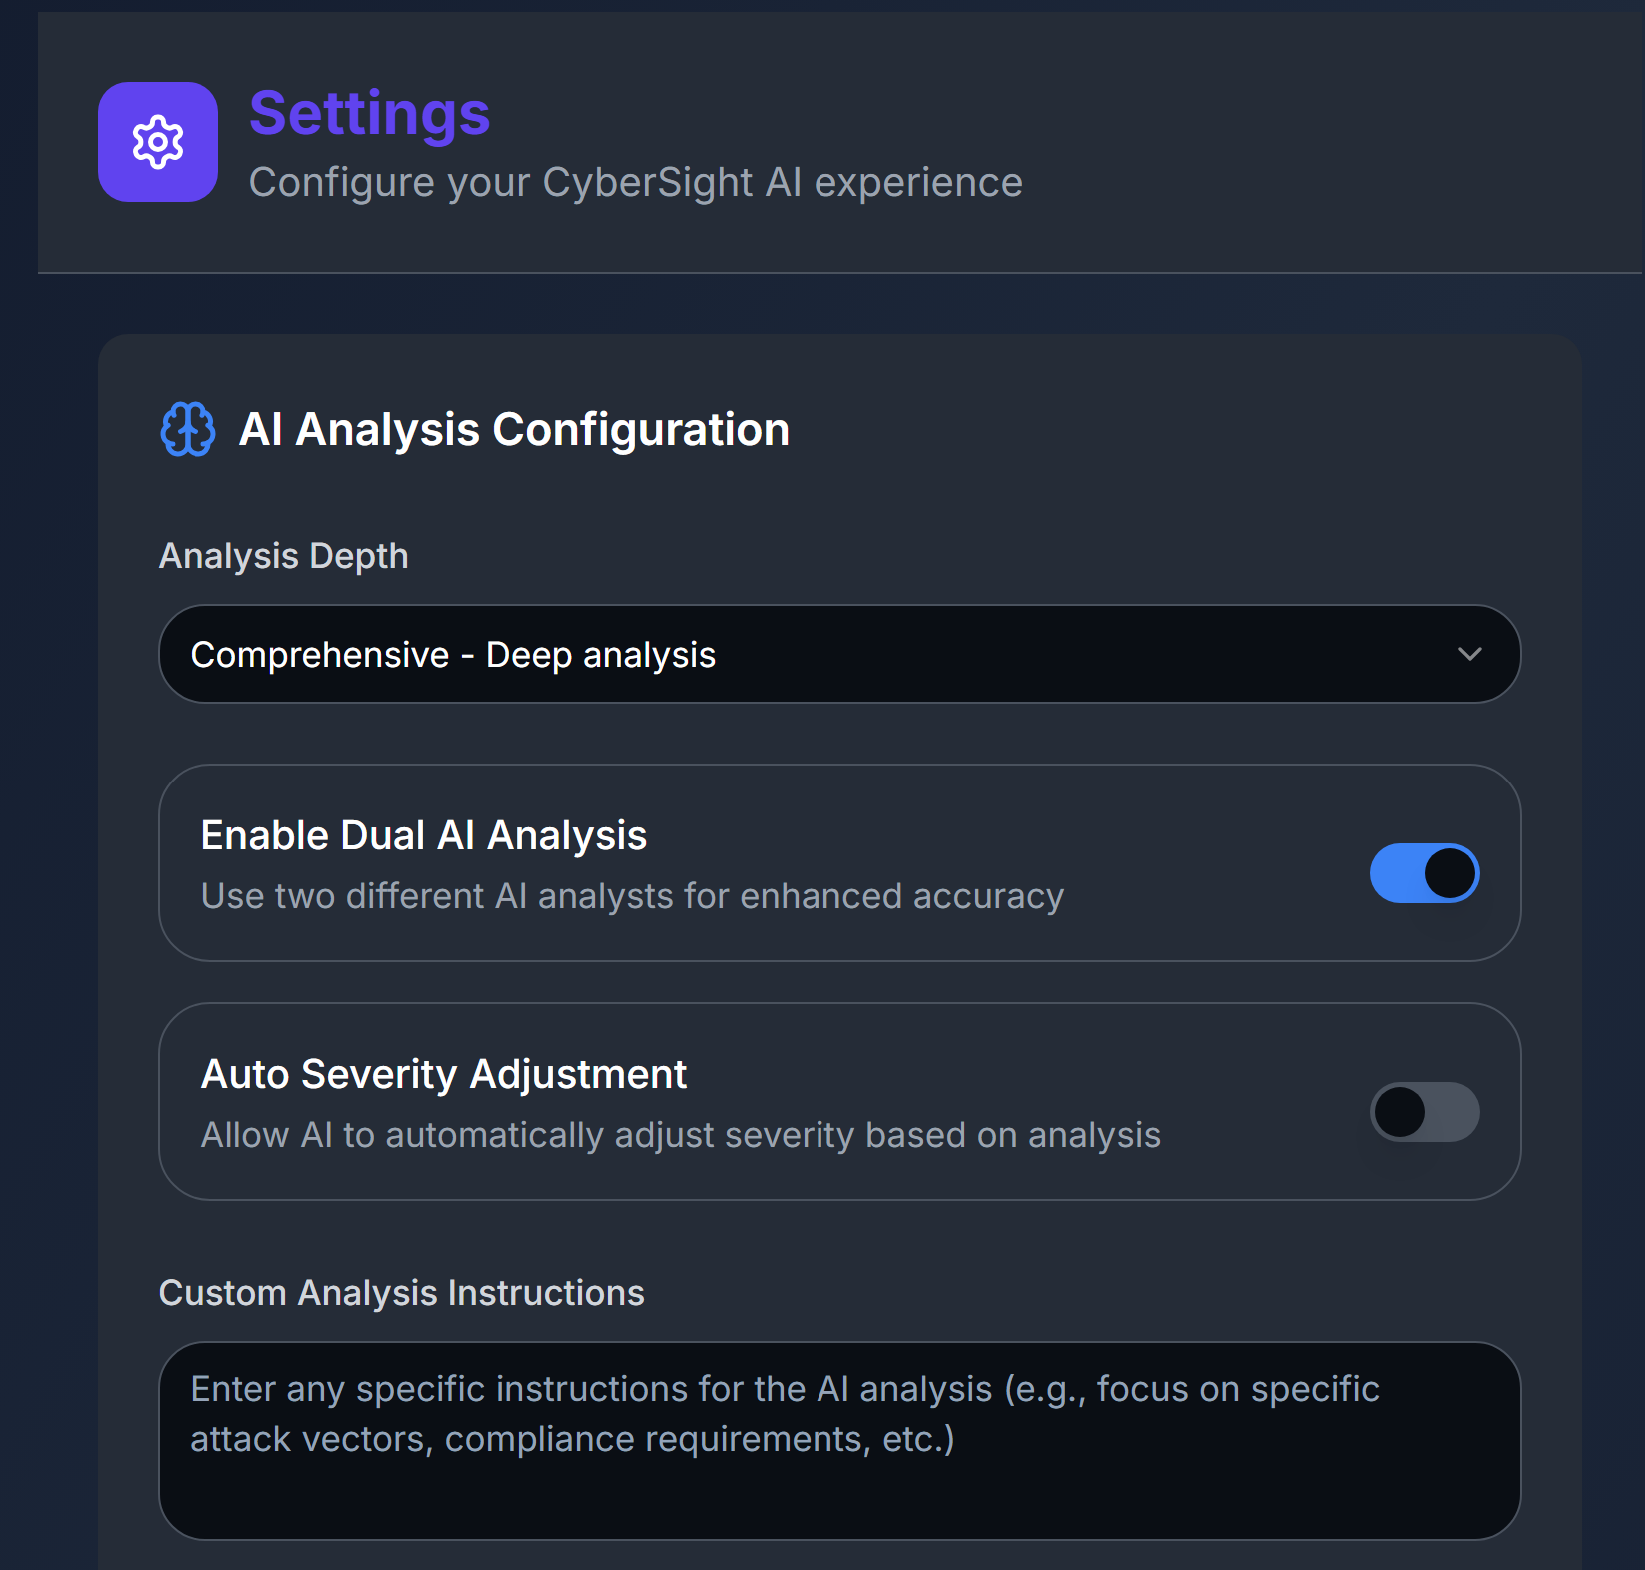 Settings
Configure your CyberSight AI experience
AI Analysis Configuration
Analysis Depth
Comprehensive - Deep analysis
Enable Dual AI Analysis
Use two different AI analysts for enhanced accuracy
Auto Severity Adjustment
Allow AI to automatically adjust severity based on analysis
Custom Analysis Instructions
Enter any specific instructions for the AI analysis (e.g., focus on specific
attack vectors, compliance requirements, etc.)